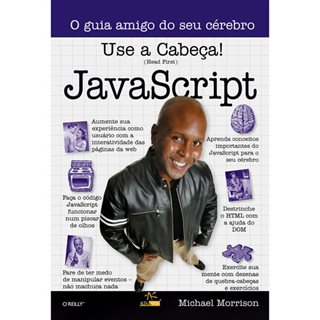 O guia amigo do seu cérebro
Use a Cabeça!
(Head First)
JavaScript
Aumente sua
experiência como
usuário com a
interatividade das
páginas da web
Aprenda conceitos
importantes do
JavaScript para o
seu cérebro
Faça o código
JavaScript
funcionar
num piscar
de olhos
Destrinche
o HTML com
a ajuda do
DOM
Pare de ter medo
de manipular eventos –
não machuca nada
Exercite sua
mente com dezenas
de quebra-cabeças
e exercícios
O'REILLY
Michael Morrison